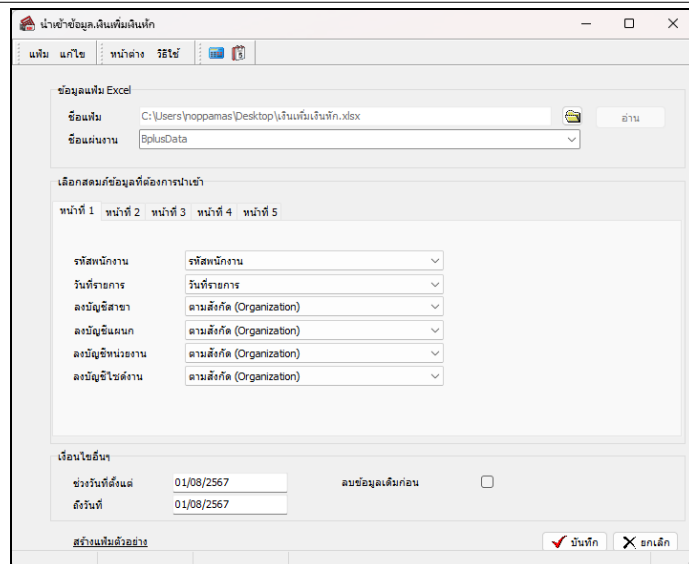 นำเข้าข้อมูล.เงินเพิ่มเงินหัก
แฟ้ม แก้ไข หน้าต่าง วิธีใช้
ข้อมูลแฟ้ม Excel
ชื่อแฟ้ม C:\Users\noppamas\Desktop\เงินเพิ่มเงินหัก.xlsx อ่าน
ชื่อแผ่นงาน BplusData
เลือกสดมภ์ข้อมูลที่ต้องการนำเข้า
หน้าที่ 1 หน้าที่ 2 หน้าที่ 3 หน้าที่ 4 หน้าที่ 5
รหัสพนักงาน รหัสพนักงาน
วันที่รายการ วันที่รายการ
ลงบัญชีสาขา ตามสังกัด (Organization)
ลงบัญชีแผนก ตามสังกัด (Organization)
ลงบัญชีหน่วยงาน ตามสังกัด (Organization)
ลงบัญชีไซต์งาน ตามสังกัด (Organization)
เงื่อนไขอื่นๆ
ช่วงวันที่ตั้งแต่ 01/08/2567 ลบข้อมูลเดิมก่อน
ถึงวันที่ 01/08/2567
สร้างแฟ้มตัวอย่าง บันทึก ยกเลิก